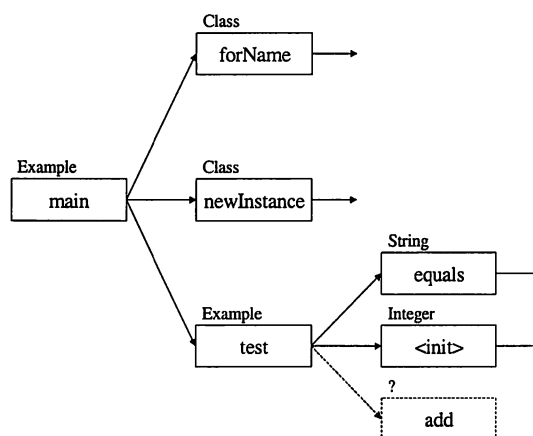 Class
forName
Example
main
Class
newInstance
Example
test
String
equals
Integer
<init>
?
add